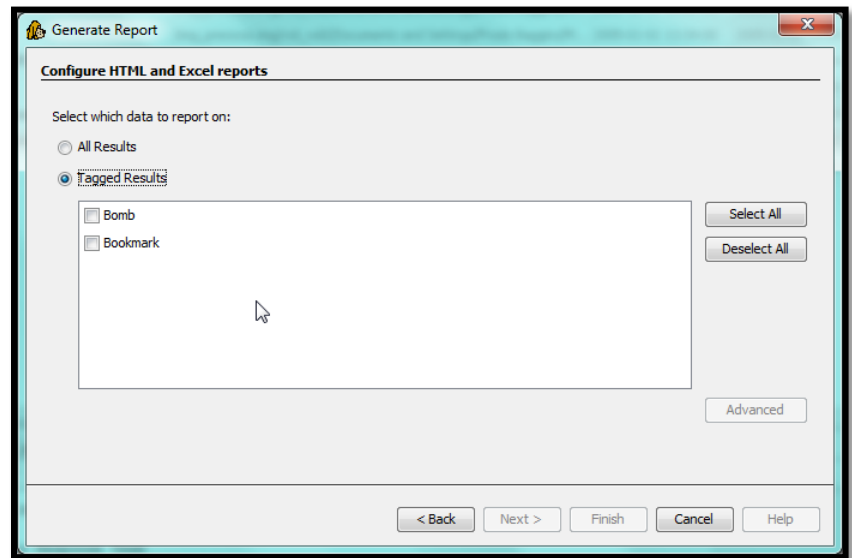 Generate Report
Configure HTML and Excel reports
Select which data to report on:
All Results
Tagged Results
Bomb
Bookmark
Select All
Deselect All
Advanced
< Back Next > Finish Cancel Help